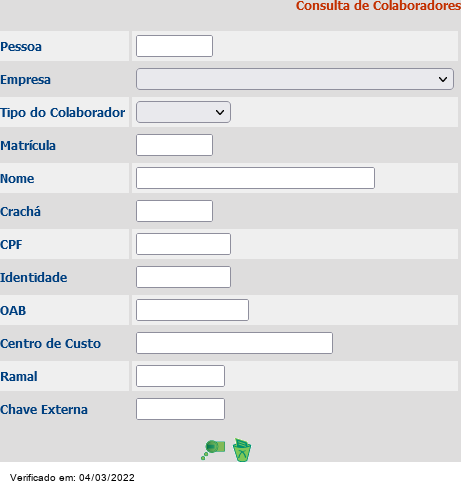 Consulta de Colaboradores
Pessoa
Empresa
Tipo do Colaborador
Matrícula
Nome
Crachá
CPF
Identidade
OAB
Centro de Custo
Ramal
Chave Externa
Verificado em: 04/03/2022